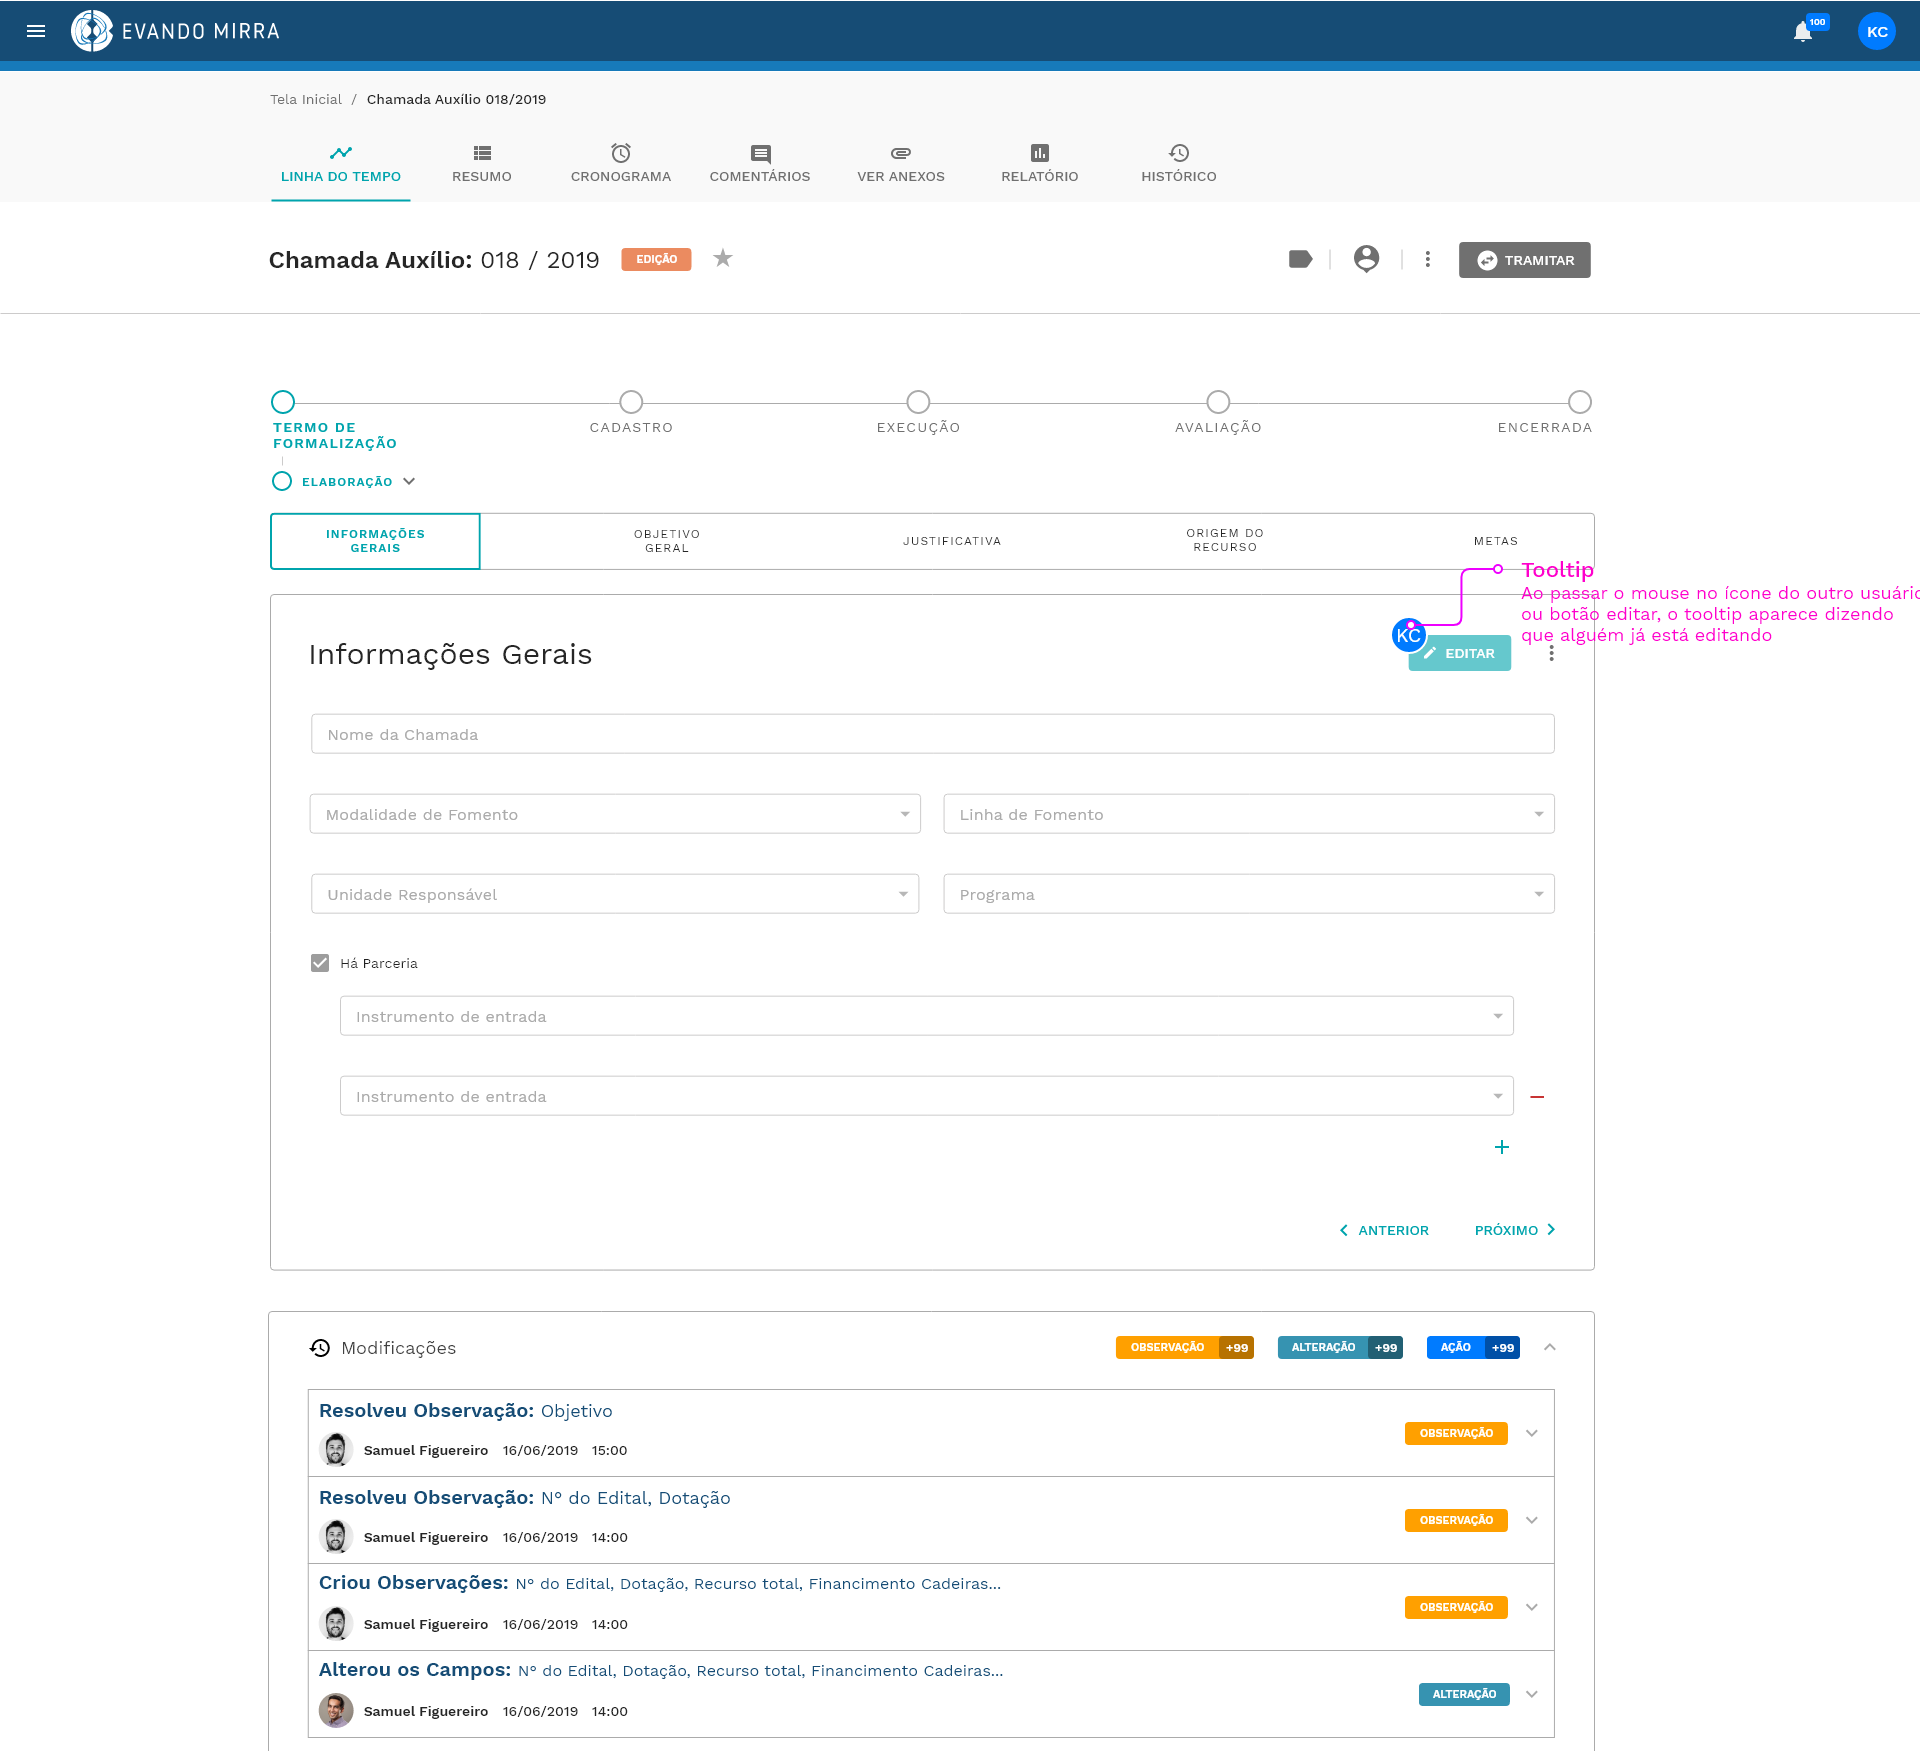 EVANDO MIRRA
100
KC
Tela Inicial / Chamada Auxílio 018/2019
LINHA DO TEMPO
RESUMO
CRONOGRAMA
COMENTÁRIOS
VER ANEXOS
RELATÓRIO
HISTÓRICO
Chamada Auxílio: 018 / 2019
EDIÇÃO
TRAMITAR
TERMO DE
FORMALIZAÇÃO
CADASTRO
EXECUÇÃO
AVALIAÇÃO
ENCERRADA
ELABORAÇÃO
INFORMAÇÕES
GERAIS
OBJETIVO
GERAL
JUSTIFICATIVA
ORIGEM DO
RECURSO
METAS
Tooltip
Ao passar o mouse no ícone do outro usuário
ou botão editar, o tooltip aparece dizendo
que alguém já está editando
Informações Gerais
KC
EDITAR
Nome da Chamada
Modalidade de Fomento
Linha de Fomento
Unidade Responsável
Programa
Há Parceria
Instrumento de entrada
Instrumento de entrada
ANTERIOR
PRÓXIMO
Modificações
OBSERVAÇÃO +99
ALTERAÇÃO +99
AÇÃO +99
Resolveu Observação: Objetivo
Samuel Figuereiro 16/06/2019 15:00
OBSERVAÇÃO
Resolveu Observação: N° do Edital, Dotação
Samuel Figuereiro 16/06/2019 14:00
OBSERVAÇÃO
Criou Observações: N° do Edital, Dotação, Recurso total, Financimento Cadeiras...
Samuel Figuereiro 16/06/2019 14:00
OBSERVAÇÃO
Alterou os Campos: N° do Edital, Dotação, Recurso total, Financimento Cadeiras...
Samuel Figuereiro 16/06/2019 14:00
ALTERAÇÃO